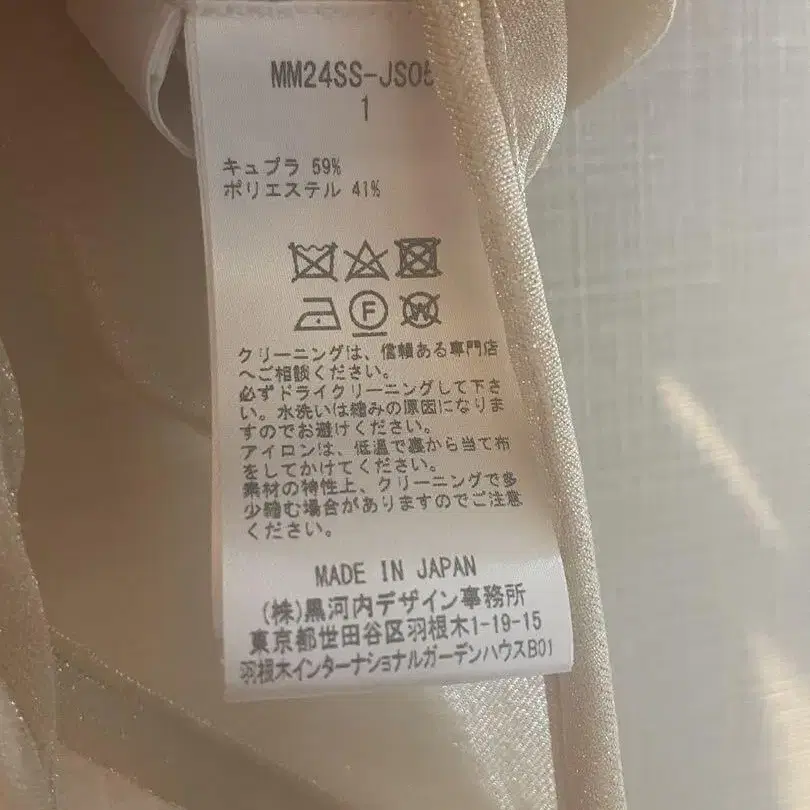 MM24SS-JS05
1
キュプラ 59%
ポリエステル 41%
F
W
クリーニングは、信頼ある専門店
へご相談ください。
必ずドライクリーニングして下さ
い。水洗いは縮みの原因になりま
すのでお避けください。
アイロンは、低温で裏から当て布
をしてかけてください。
素材の特性上、クリーニングで多
少縮む場合がありますのでご注意
ください。
MADE IN JAPAN
(株)黒河内デザイン事務所
東京都世田谷区羽根木1-19-15
羽根木インターナショナルガーデンハウスB01